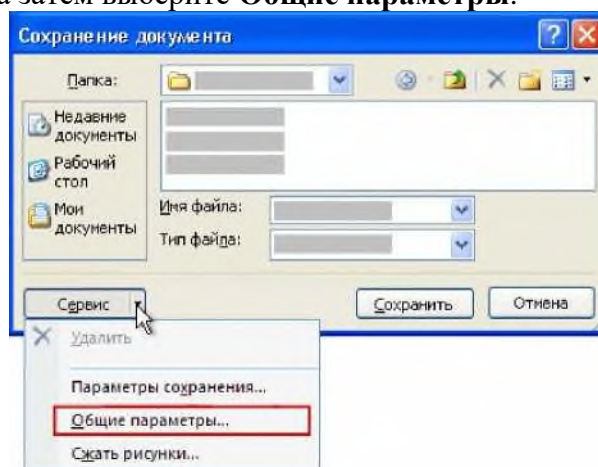 а затем выберите Общие параметры.
Сохранение документа
Папка:
Недавние документы
Рабочий стол
Мои документы
Имя файла:
Тип файла:
Сервис
Сохранить
Отмена
Удалить
Параметры сохранения...
Общие параметры...
Сжать рисунки...